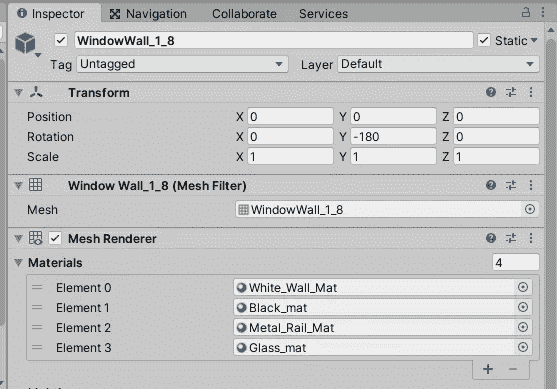 Inspector Navigation Collaborate Services
WindowWall_1_8 Static
Tag Untagged Layer Default
Transform
Position X 0 Y 0 Z 0
Rotation X 0 Y -180 Z 0
Scale X 1 Y 1 Z 1
Window Wall_1_8 (Mesh Filter)
Mesh WindowWall_1_8
Mesh Renderer
Materials 4
Element 0 White_Wall_Mat
Element 1 Black_mat
Element 2 Metal_Rail_Mat
Element 3 Glass_mat